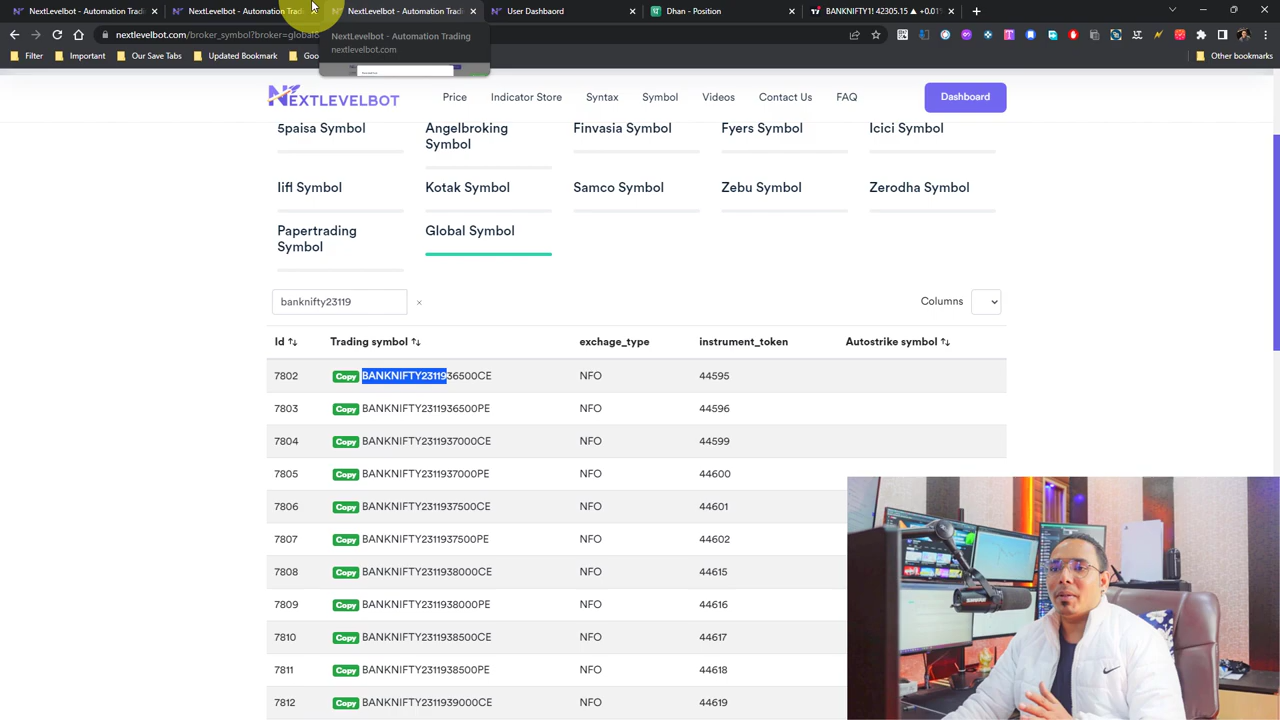 NextLevelbot - Automation Tradi
NextLevelbot - Automation Tradi
NextLevelbot - Automation Tradi
User Dashboard
Dhan - Position
BANKNIFTY1! 42305.15 ▲ +0.01
nextlevelbot.com/broker_symbol?broker=global
Filter
Important
Our Save Tabs
Updated Bookmark
Goo
Other bookmarks
NextLevelbot - Automation Trading
nextlevelbot.com
NEXTLEVELBOT
Price
Indicator Store
Syntax
Symbol
Videos
Contact Us
FAQ
Dashboard
5paisa Symbol
Angelbroking Symbol
Finvasia Symbol
Fyers Symbol
Icici Symbol
Iifl Symbol
Kotak Symbol
Samco Symbol
Zebu Symbol
Zerodha Symbol
Papertrading Symbol
Global Symbol
banknifty23119 ×
Columns
Id Trading symbol exchage_type instrument_token Autostrike symbol
7802 Copy BANKNIFTY2311936500CE NFO 44595
7803 Copy BANKNIFTY2311936500PE NFO 44596
7804 Copy BANKNIFTY2311937000CE NFO 44599
7805 Copy BANKNIFTY2311937000PE NFO 44600
7806 Copy BANKNIFTY2311937500CE NFO 44601
7807 Copy BANKNIFTY2311937500PE NFO 44602
7808 Copy BANKNIFTY2311938000CE NFO 44615
7809 Copy BANKNIFTY2311938000PE NFO 44616
7810 Copy BANKNIFTY2311938500CE NFO 44617
7811 Copy BANKNIFTY2311938500PE NFO 44618
7812 Copy BANKNIFTY2311939000CE NFO 44619